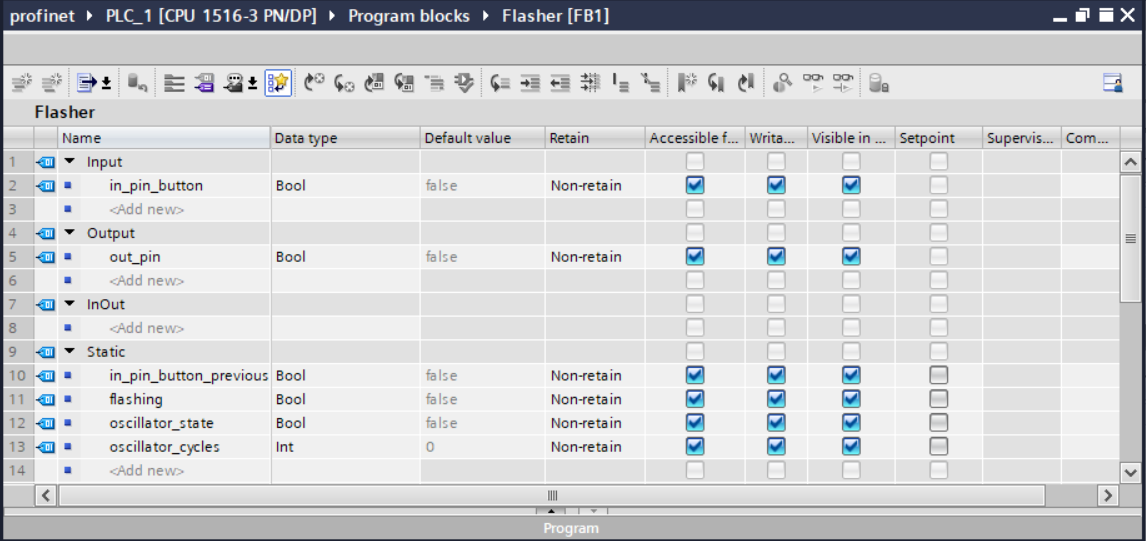 profinet ▸ PLC_1 [CPU 1516-3 PN/DP] ▸ Program blocks ▸ Flasher [FB1]
Flasher
Name Data type Default value Retain Accessible f... Writa... Visible in ... Setpoint Supervis... Com...
1 Input
2 in_pin_button Bool false Non-retain
3 <Add new>
4 Output
5 out_pin Bool false Non-retain
6 <Add new>
7 InOut
8 <Add new>
9 Static
10 in_pin_button_previous Bool false Non-retain
11 flashing Bool false Non-retain
12 oscillator_state Bool false Non-retain
13 oscillator_cycles Int 0 Non-retain
14 <Add new>
Program